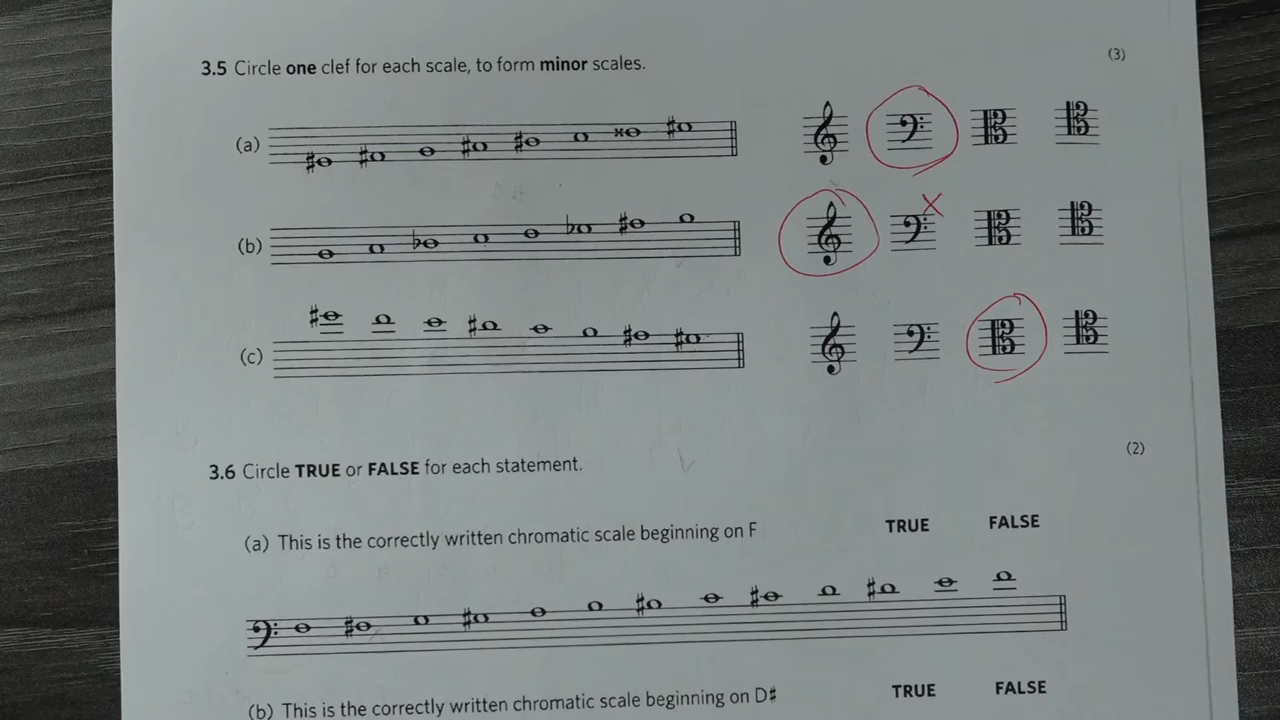 3.5 Circle one clef for each scale, to form minor scales.
(3)
(a)
(b)
(c)
3.6 Circle TRUE or FALSE for each statement.
(2)
(a) This is the correctly written chromatic scale beginning on F TRUE FALSE
(b) This is the correctly written chromatic scale beginning on D♯ TRUE FALSE